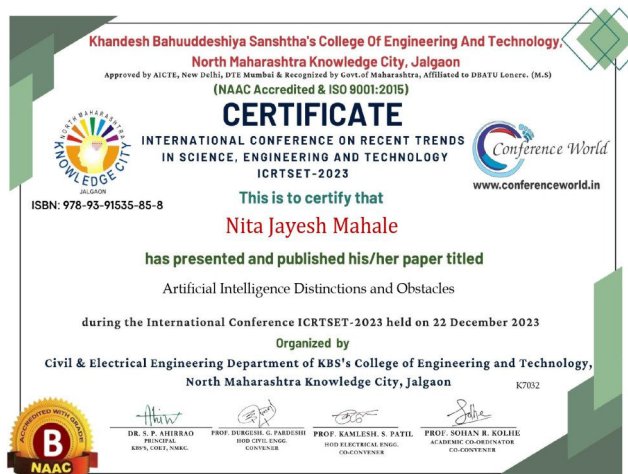 Khandesh Bahuuddeshiya Sanshtha's College Of Engineering And Technology,
North Maharashtra Knowledge City, Jalgaon
Approved by AICTE, New Delhi, DTE Mumbai & Recognized by Govt.of Maharashtra, Affiliated to DBATU Lonere. (M.S)
(NAAC Accredited & ISO 9001:2015)
CERTIFICATE
INTERNATIONAL CONFERENCE ON RECENT TRENDS
IN SCIENCE, ENGINEERING AND TECHNOLOGY
ICRTSET-2023
NORTH MAHARASHTRA
KNOWLEDGE CITY
JALGAON
ISBN: 978-93-91535-85-8
Conference World
www.conferenceworld.in
This is to certify that
Nita Jayesh Mahale
has presented and published his/her paper titled
Artificial Intelligence Distinctions and Obstacles
during the International Conference ICRTSET-2023 held on 22 December 2023
Organized by
Civil & Electrical Engineering Department of KBS's College of Engineering and Technology,
North Maharashtra Knowledge City, Jalgaon
K7032
ACCREDITED WITH GRADE
B
NAAC
DR. S. P. AHIRRAO
PRINCIPAL
KBS'S, COET, NMKC.
PROF. DURGESH. G. PARDESHI
HOD CIVIL ENGG.
CONVENER
PROF. KAMLESH. S. PATIL
HOD ELECTRICAL ENGG.
CO-CONVENER
PROF. SOHAN R. KOLHE
ACADEMIC CO-ORDINATOR
CO-CONVENER